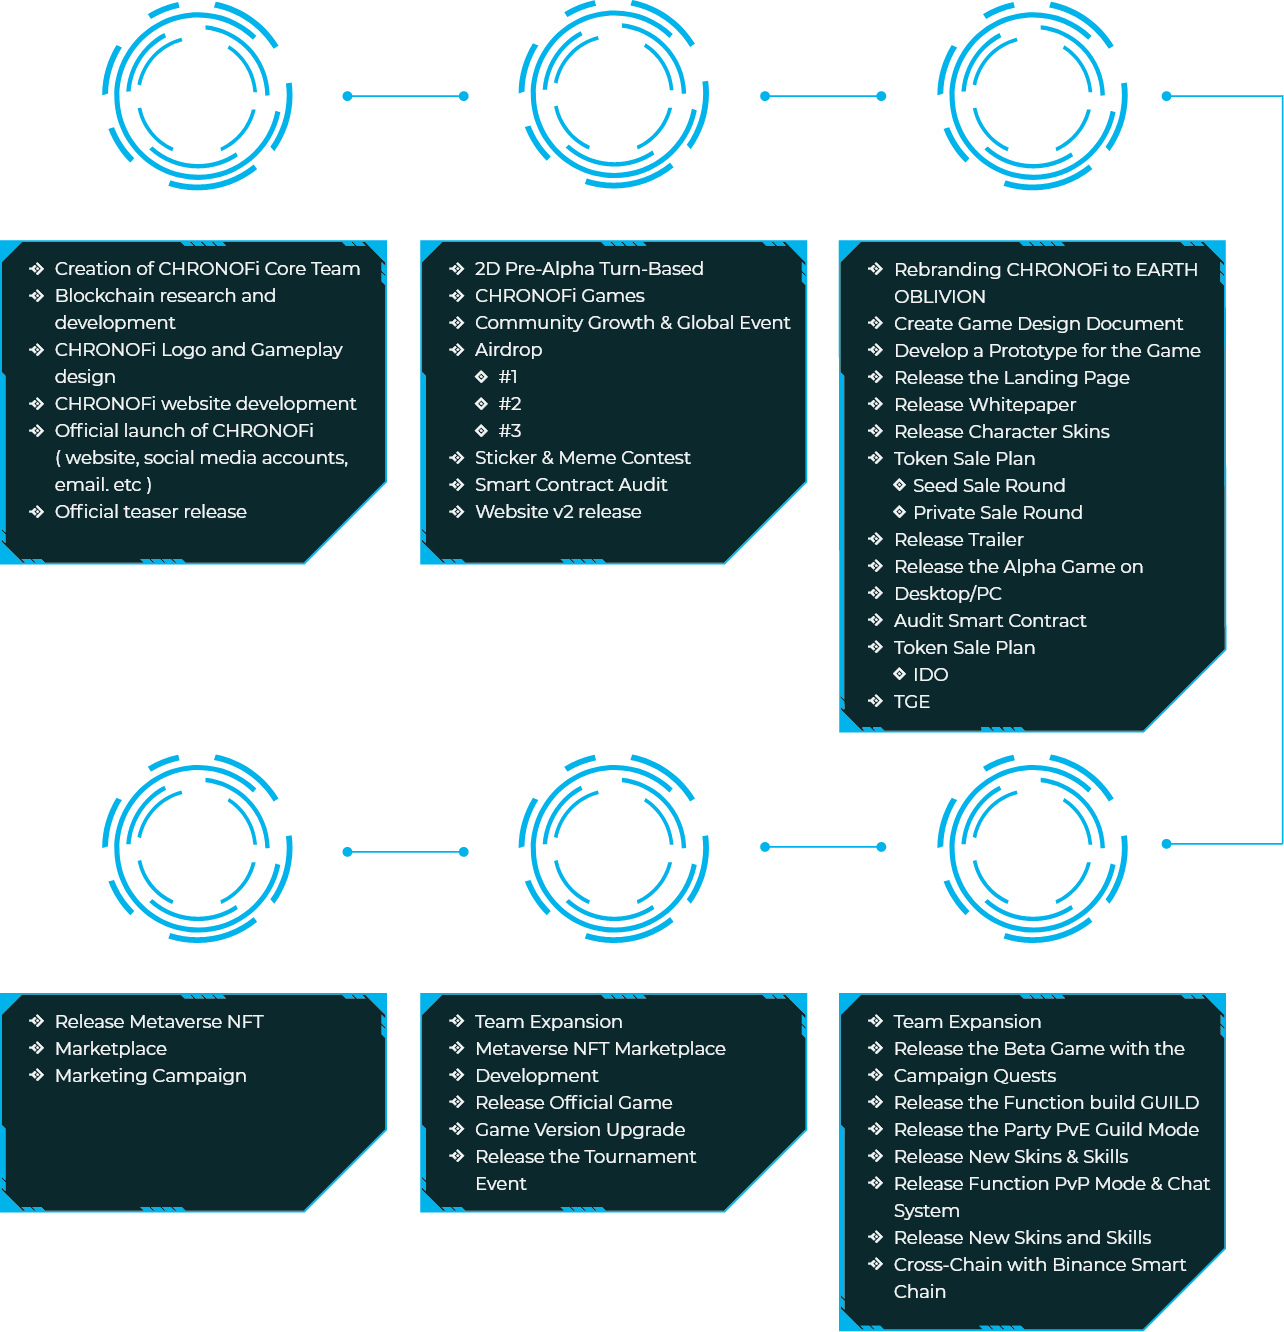 Creation of CHRONOFi Core Team
Blockchain research and
development
CHRONOFi Logo and Gameplay
design
CHRONOFi website development
Official launch of CHRONOFi
( website, social media accounts,
email. etc )
Official teaser release
2D Pre-Alpha Turn-Based
CHRONOFi Games
Community Growth & Global Event
Airdrop
#1
#2
#3
Sticker & Meme Contest
Smart Contract Audit
Website v2 release
Rebranding CHRONOFi to EARTH
OBLIVION
Create Game Design Document
Develop a Prototype for the Game
Release the Landing Page
Release Whitepaper
Release Character Skins
Token Sale Plan
Seed Sale Round
Private Sale Round
Release Trailer
Release the Alpha Game on
Desktop/PC
Audit Smart Contract
Token Sale Plan
IDO
TGE
Release Metaverse NFT
Marketplace
Marketing Campaign
Team Expansion
Metaverse NFT Marketplace
Development
Release Official Game
Game Version Upgrade
Release the Tournament
Event
Team Expansion
Release the Beta Game with the
Campaign Quests
Release the Function build GUILD
Release the Party PvE Guild Mode
Release New Skins & Skills
Release Function PvP Mode & Chat
System
Release New Skins and Skills
Cross-Chain with Binance Smart
Chain